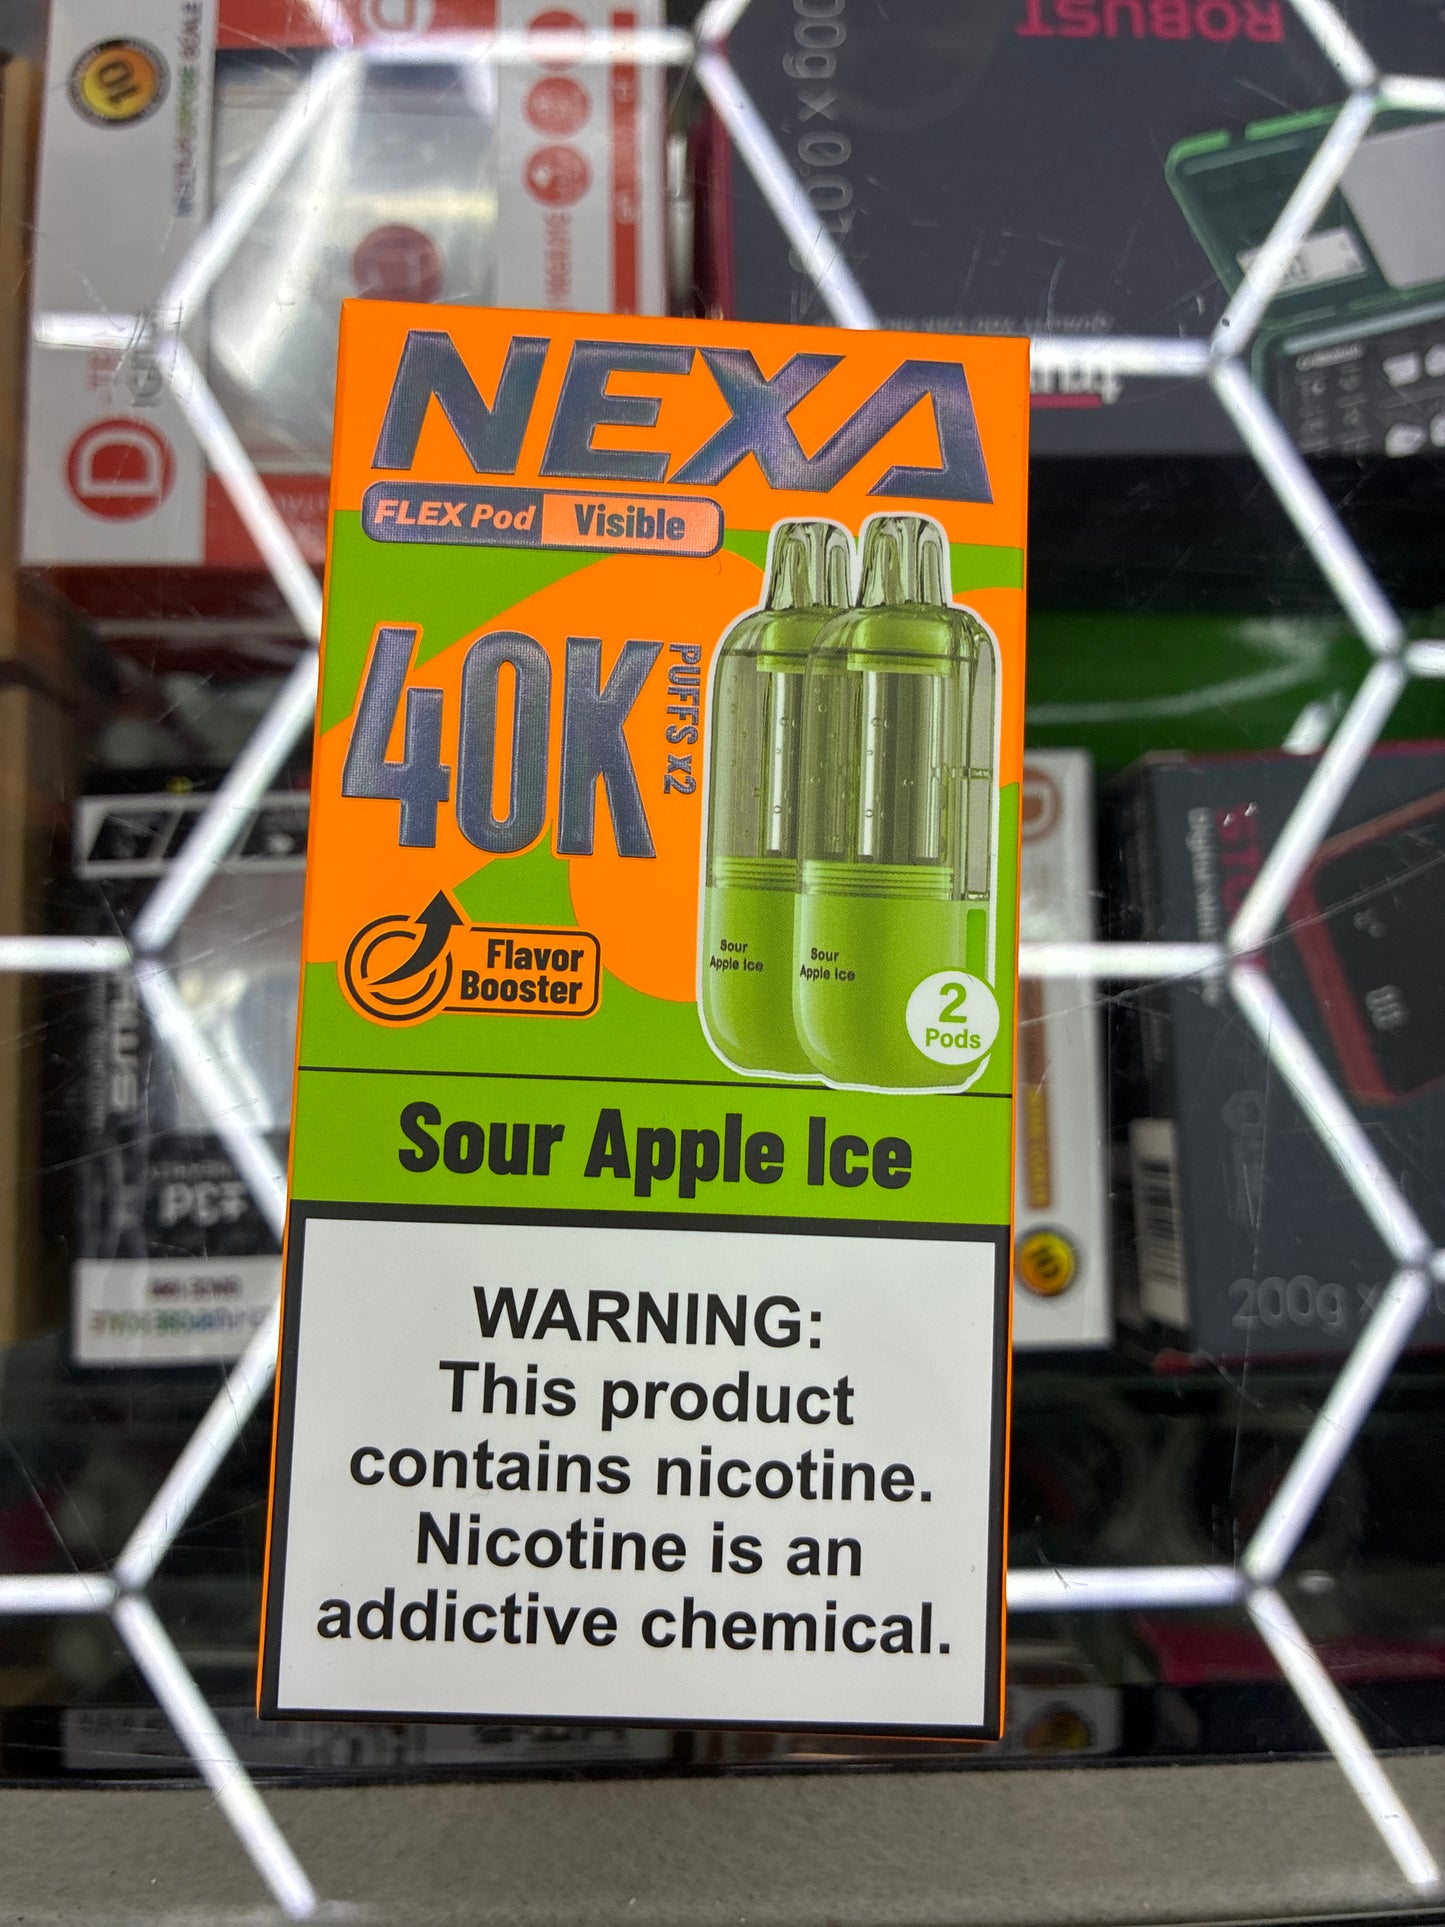 NEXA
FLEX Pod Visible
40K
PUFFS X2
Flavor
Booster
Sour
Apple Ice
Sour
Apple Ice
2
Pods
Sour Apple Ice
WARNING:
This product
contains nicotine.
Nicotine is an
addictive chemical.
ROBUST
10
D
200g x